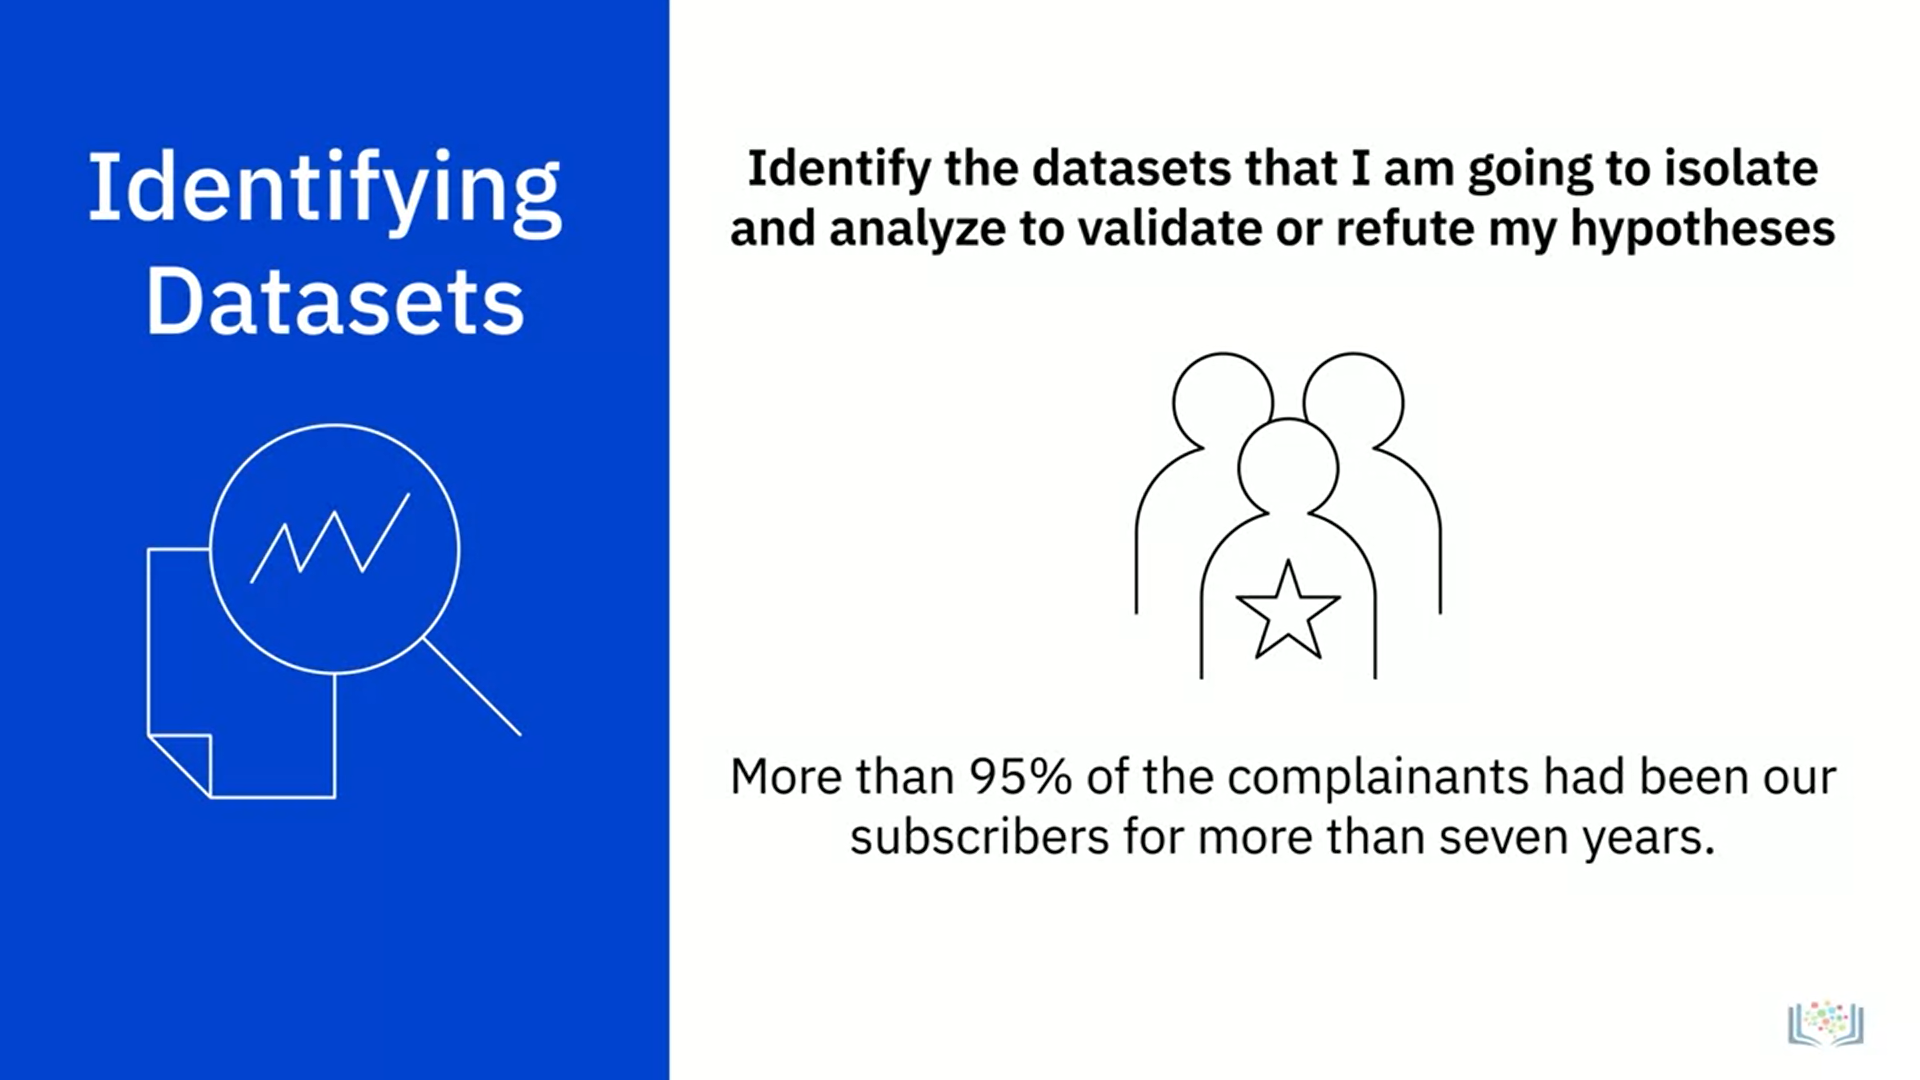 Identifying
Datasets
Identify the datasets that I am going to isolate
and analyze to validate or refute my hypotheses
More than 95% of the complainants had been our
subscribers for more than seven years.